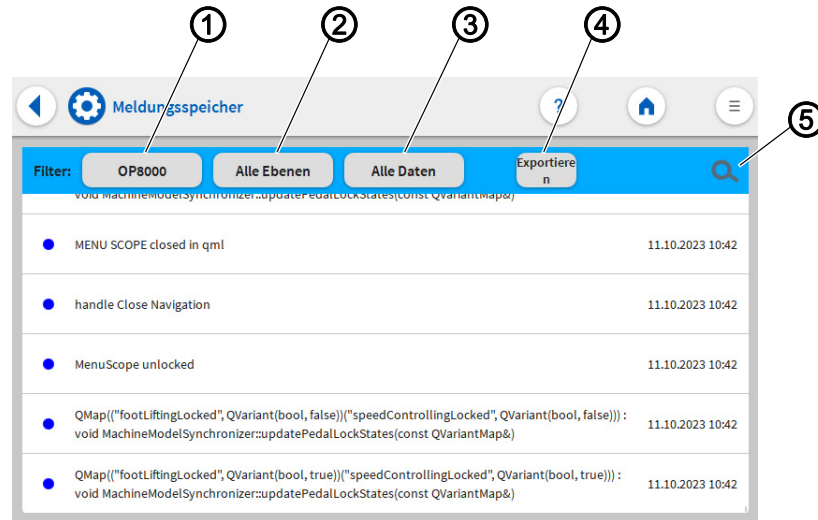 ① ② ③ ④
Meldungsspeicher ?
⑤
Filter: OP8000 Alle Ebenen Alle Daten Exportiere
n
void MachineModelSynchronizer::updatePedalLockStates(const QVariantMap&)
MENU SCOPE closed in qml 11.10.2023 10:42
handle Close Navigation 11.10.2023 10:42
MenuScope unlocked 11.10.2023 10:42
QMap(("footLiftingLocked", QVariant(bool, false))("speedControllingLocked", QVariant(bool, false))) :
void MachineModelSynchronizer::updatePedalLockStates(const QVariantMap&) 11.10.2023 10:42
QMap(("footLiftingLocked", QVariant(bool, true))("speedControllingLocked", QVariant(bool, true))) :
void MachineModelSynchronizer::updatePedalLockStates(const QVariantMap&) 11.10.2023 10:42